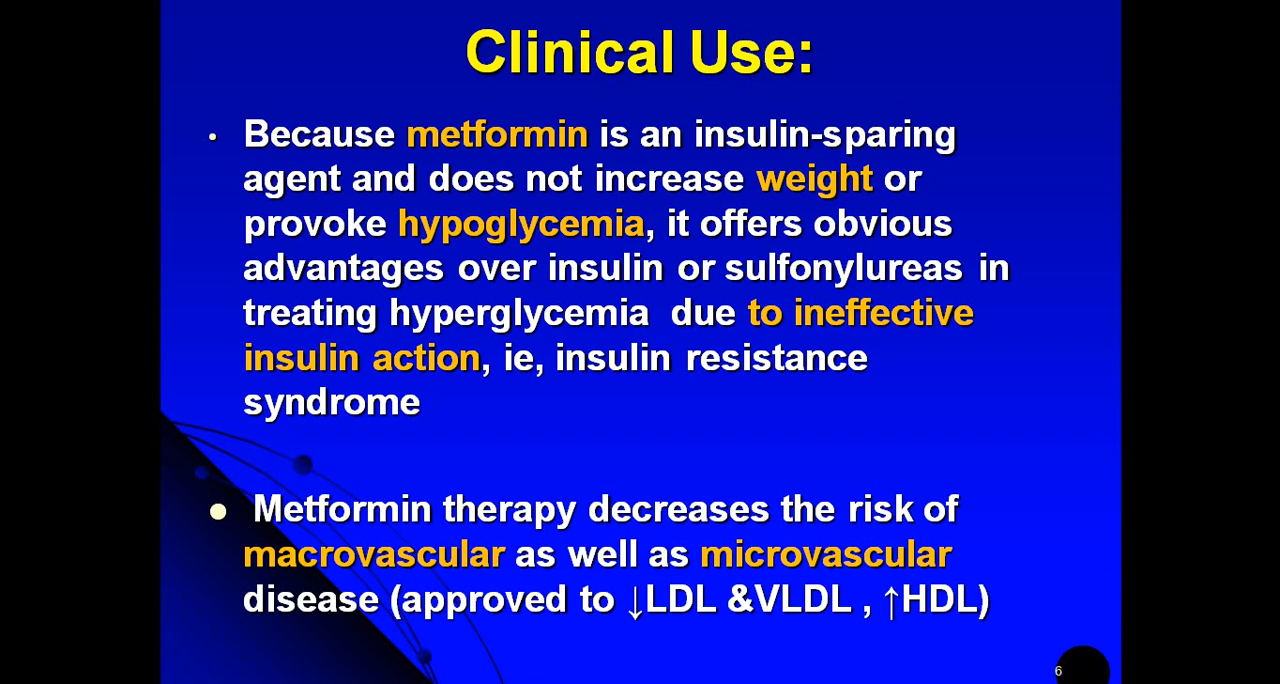 Clinical Use:
• Because metformin is an insulin-sparing
agent and does not increase weight or
provoke hypoglycemia, it offers obvious
advantages over insulin or sulfonylureas in
treating hyperglycemia due to ineffective
insulin action, ie, insulin resistance
syndrome
● Metformin therapy decreases the risk of
macrovascular as well as microvascular
disease (approved to ↓LDL &VLDL , ↑HDL)
6